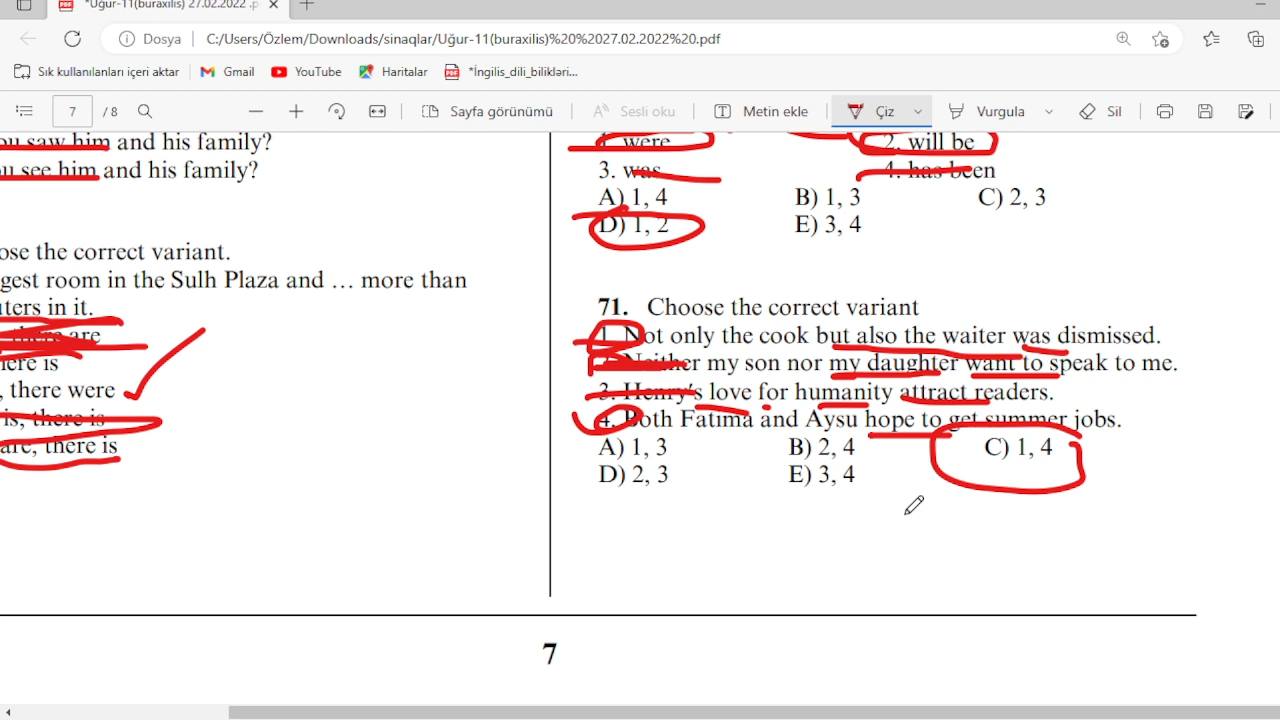 *Uğur-11(buraxilis) 27.02.2022 .p
Dosya C:/Users/Özlem/Downloads/sinaqlar/Uğur-11(buraxilis)%20%2027.02.2022%20.pdf
Sık kullanılanları içeri aktar Gmail YouTube Haritalar *İngilis_dili_bilikləri...
7 / 8 Sayfa görünümü Sesli oku Metin ekle Çiz Vurgula Sil
ou saw him and his family?
ou see him and his family?
ose the correct variant.
gest room in the Sulh Plaza and … more than
uters in it.
there are
here is
, there were
is, there is
are, there is
1. were 2. will be
3. was 4. has been
A) 1, 4 B) 1, 3 C) 2, 3
D) 1, 2 E) 3, 4
71. Choose the correct variant
1. Not only the cook but also the waiter was dismissed.
2. Neither my son nor my daughter want to speak to me.
3. Henry's love for humanity attract readers.
4. Both Fatima and Aysu hope to get summer jobs.
A) 1, 3 B) 2, 4 C) 1, 4
D) 2, 3 E) 3, 4
7